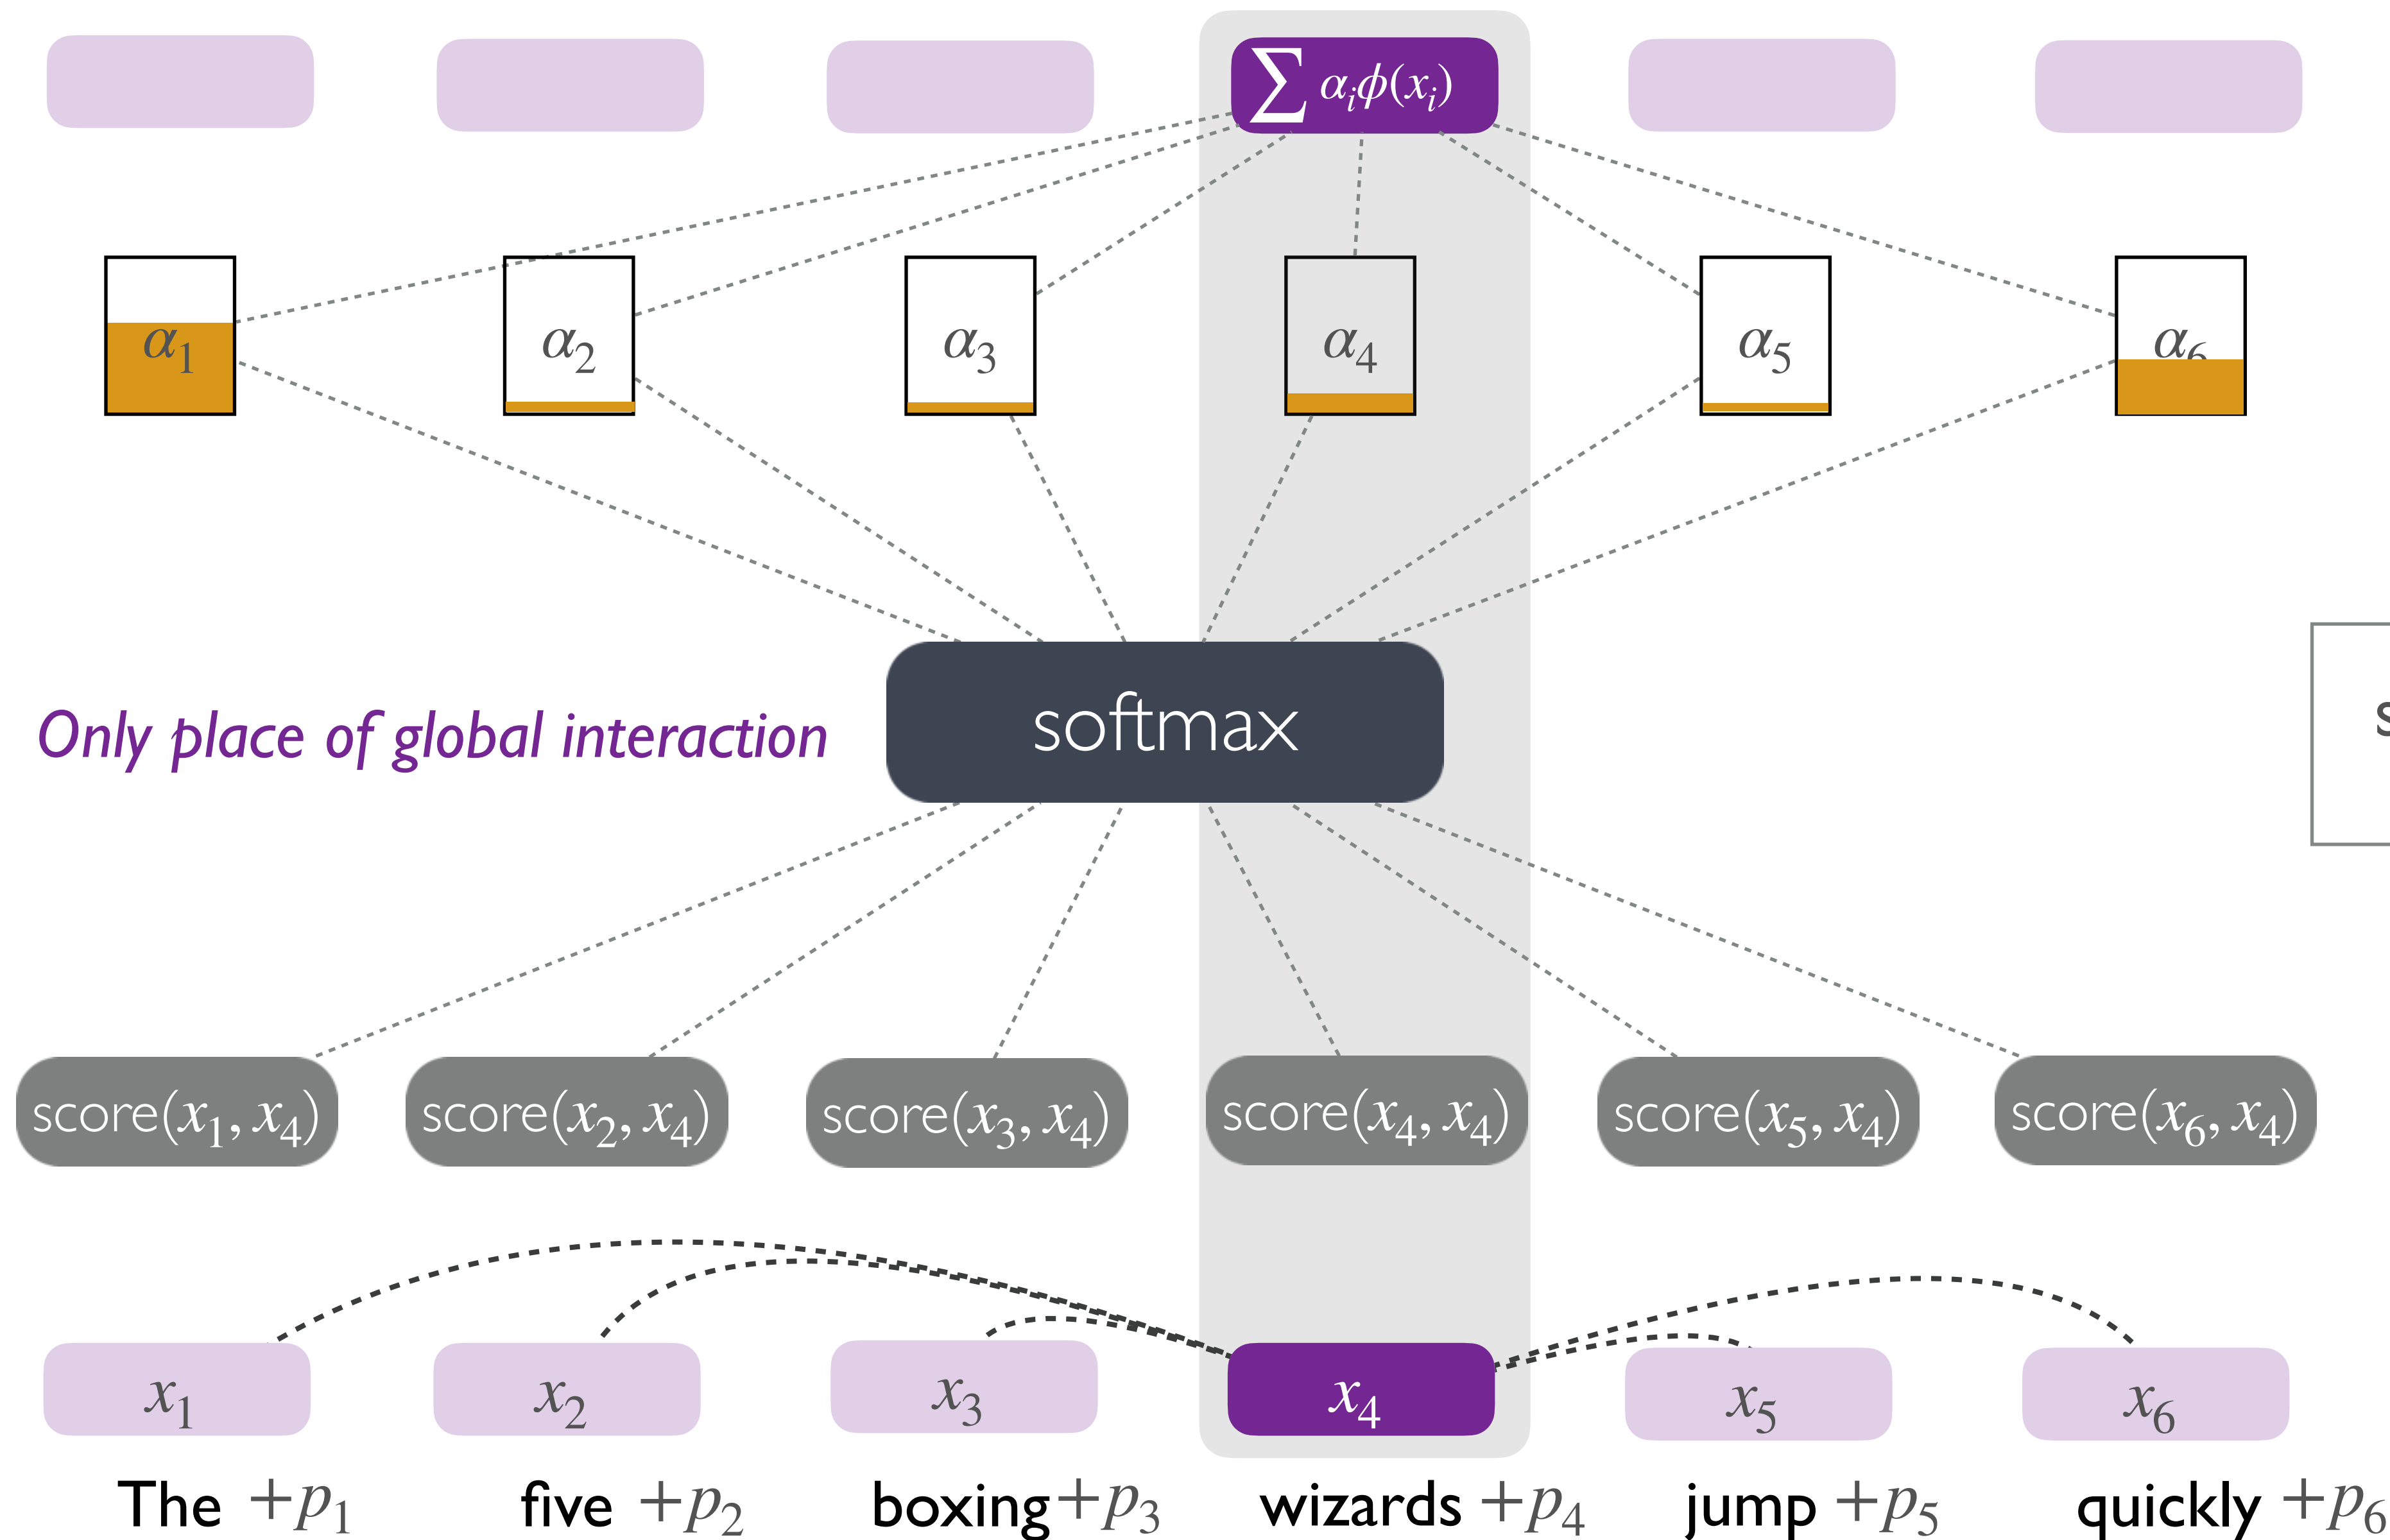 ∑ αᵢϕ(xᵢ)
α₁ α₂ α₃ α₄ α₅ α₆
Only place of global interaction
softmax
score(x₁, x₄) score(x₂, x₄) score(x₃, x₄) score(x₄, x₄) score(x₅, x₄) score(x₆, x₄)
x₁ x₂ x₃ x₄ x₅ x₆
The +p₁ five +p₂ boxing +p₃ wizards +p₄ jump +p₅ quickly +p₆